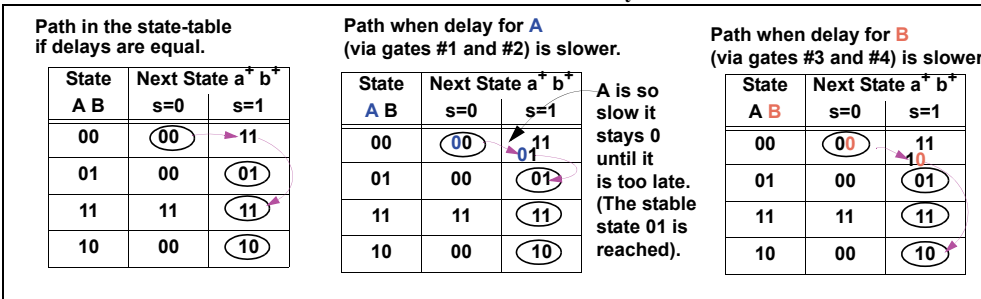 Path in the state-table
if delays are equal.
State Next State a+ b+
A B s=0 s=1
00 00 11
01 00 01
11 11 11
10 00 10
Path when delay for A
(via gates #1 and #2) is slower.
State Next State a+ b+
A B s=0 s=1
00 00 11
01
01 00 01
11 11 11
10 00 10
A is so
slow it
stays 0
until it
is too late.
(The stable
state 01 is
reached).
Path when delay for B
(via gates #3 and #4) is slower
State Next State a+ b+
A B s=0 s=1
00 00 11
10
01 00 01
11 11 11
10 00 10